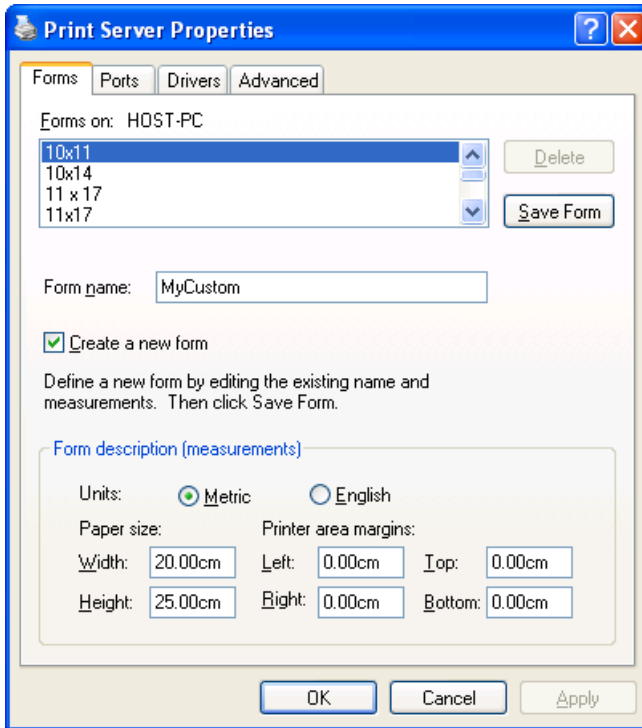 Print Server Properties
Forms Ports Drivers Advanced
Forms on: HOST-PC
10x11
10x14
11 x 17
11x17
Delete
Save Form
Form name: MyCustom
Create a new form
Define a new form by editing the existing name and
measurements. Then click Save Form.
Form description (measurements)
Units: Metric English
Paper size: Printer area margins:
Width: 20.00cm Left: 0.00cm Top: 0.00cm
Height: 25.00cm Right: 0.00cm Bottom: 0.00cm
OK Cancel Apply